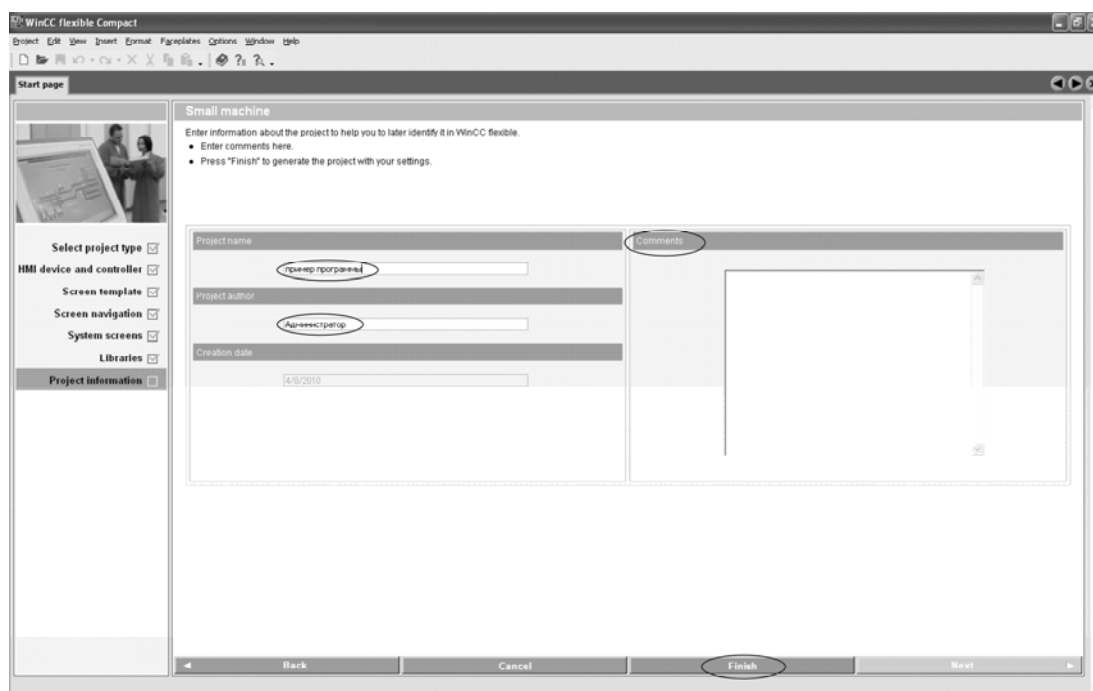 WinCC flexible Compact
Project Edit View Insert Format Faceplates Options Window Help
Start page
Small machine
Enter information about the project to help you to later identify it in WinCC flexible.
• Enter comments here.
• Press "Finish" to generate the project with your settings.
Select project type
HMI device and controller
Screen template
Screen navigation
System screens
Libraries
Project information
Project name
пример программы
Project author
Администратор
Creation date
4/8/2010
Comments
Back Cancel Finish Next